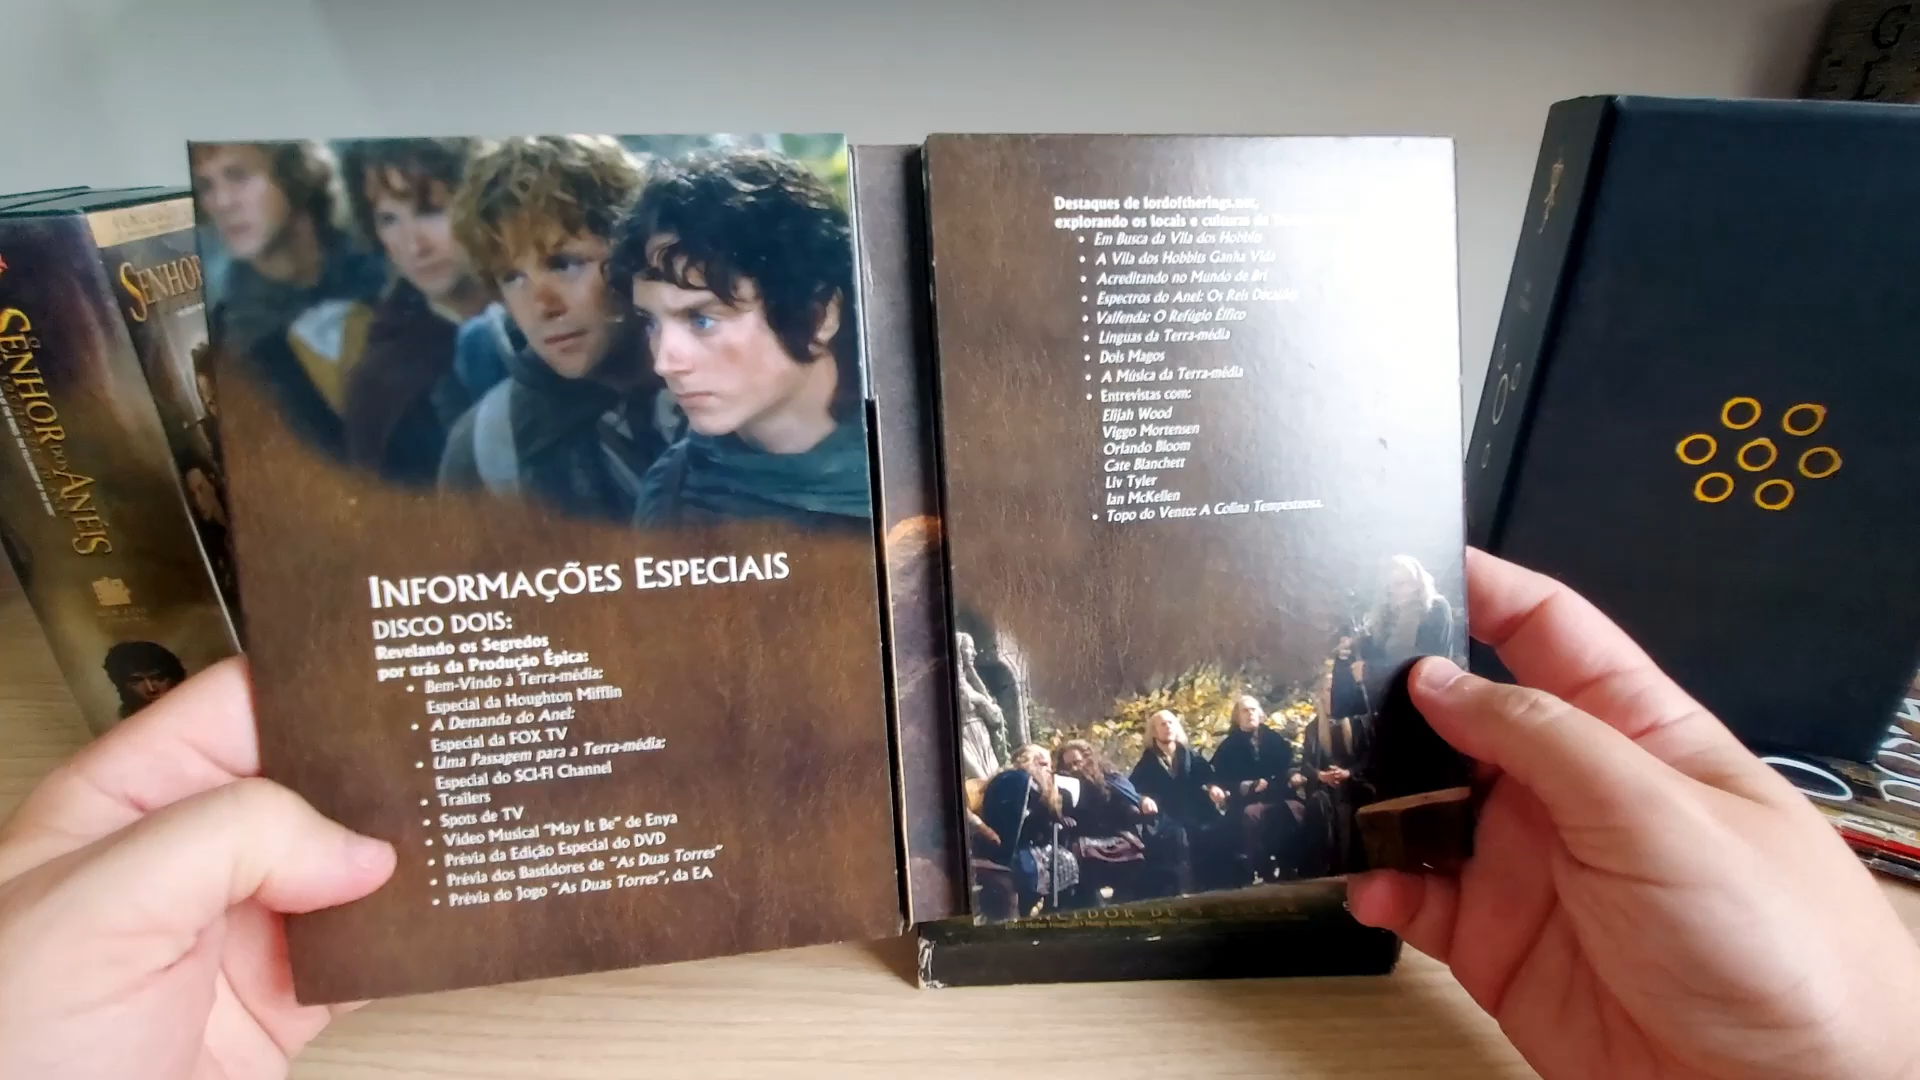 SENHOR DOS ANÉIS
SENHOR
INFORMAÇÕES ESPECIAIS
DISCO DOIS:
Revelando os Segredos
por trás da Produção Épica:
• Bem-Vindo à Terra-média:
Especial da Houghton Mifflin
• A Demanda do Anel:
Especial da FOX TV
• Uma Passagem para a Terra-média:
Especial do SCI-FI Channel
• Trailers
• Spots de TV
• Vídeo Musical "May It Be" de Enya
• Prévia da Edição Especial do DVD
• Prévia dos Bastidores de "As Duas Torres"
• Prévia do Jogo "As Duas Torres", da EA
Destaques de lordoftherings.net,
explorando os locais e culturas da
• Em Busca da Vila dos Hobbits
• A Vila dos Hobbits Ganha Vida
• Acreditando no Mundo de Bri
• Espectros do Anel: Os Reis
• Valfenda: O Refúgio Élfico
• Línguas da Terra-média
• Dois Magos
• A Música da Terra-média
• Entrevistas com:
Elijah Wood
Viggo Mortensen
Orlando Bloom
Cate Blanchett
Liv Tyler
Ian McKellen
• Topo do Vento: A Colina Tempestuosa.
G
L